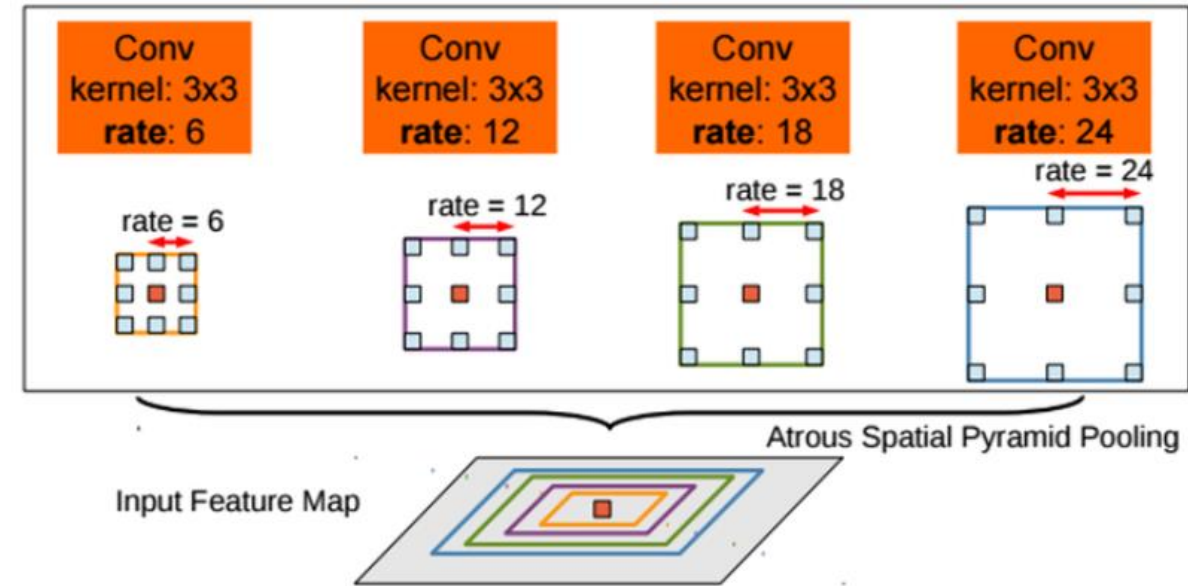 Conv
kernel: 3x3
rate: 6
Conv
kernel: 3x3
rate: 12
Conv
kernel: 3x3
rate: 18
Conv
kernel: 3x3
rate: 24
rate = 6
rate = 12
rate = 18
rate = 24
Atrous Spatial Pyramid Pooling
Input Feature Map